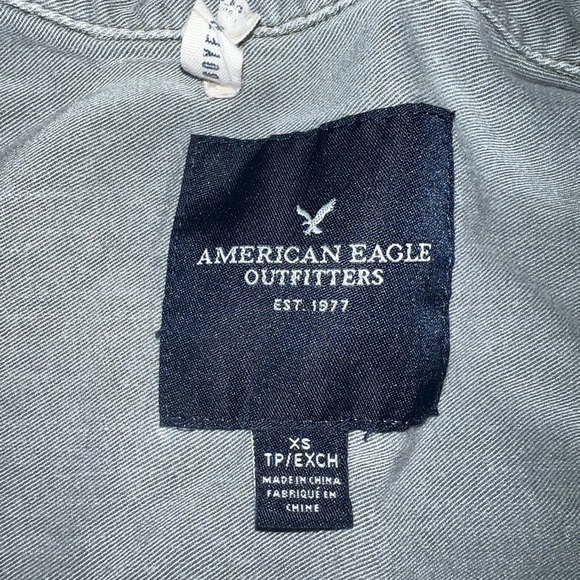 AMERICAN EAGLE
OUTFITTERS
EST. 1977
XS
TP/EXCH
MADE IN CHINA
FABRIQUÉ EN
CHINE